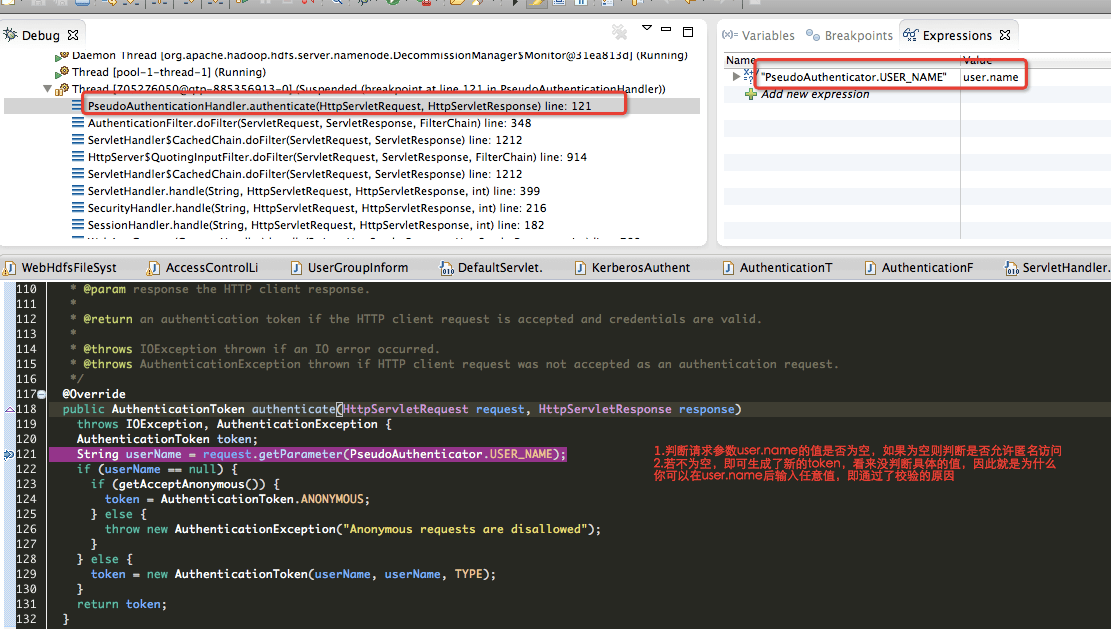 Debug
Daemon Thread [org.apache.hadoop.hdfs.server.namenode.DecommissionManager$Monitor@31ea813d] (Running)
Thread [pool-1-thread-1] (Running)
Thread [705276050@qtp-885356913-0] (Suspended (breakpoint at line 121 in PseudoAuthenticationHandler))
PseudoAuthenticationHandler.authenticate(HttpServletRequest, HttpServletResponse) line: 121
AuthenticationFilter.doFilter(ServletRequest, ServletResponse, FilterChain) line: 348
ServletHandler$CachedChain.doFilter(ServletRequest, ServletResponse) line: 1212
HttpServer$QuotingInputFilter.doFilter(ServletRequest, ServletResponse, FilterChain) line: 914
ServletHandler$CachedChain.doFilter(ServletRequest, ServletResponse) line: 1212
ServletHandler.handle(String, HttpServletRequest, HttpServletResponse, int) line: 399
SecurityHandler.handle(String, HttpServletRequest, HttpServletResponse, int) line: 216
SessionHandler.handle(String, HttpServletRequest, HttpServletResponse, int) line: 182
(x)= Variables Breakpoints Expressions
Name Value
"PseudoAuthenticator.USER_NAME" user.name
Add new expression
WebHdfsFileSyst AccessControlLi UserGroupInform DefaultServlet. KerberosAuthent AuthenticationT AuthenticationF ServletHandler.
110 * @param response the HTTP client response.
111 *
112 * @return an authentication token if the HTTP client request is accepted and credentials are valid.
113 *
114 * @throws IOException thrown if an IO error occurred.
115 * @throws AuthenticationException thrown if HTTP client request was not accepted as an authentication request.
116 */
117 @Override
118 public AuthenticationToken authenticate(HttpServletRequest request, HttpServletResponse response)
119 throws IOException, AuthenticationException {
120 AuthenticationToken token;
121 String userName = request.getParameter(PseudoAuthenticator.USER_NAME);
122 if (userName == null) {
123 if (getAcceptAnonymous()) {
124 token = AuthenticationToken.ANONYMOUS;
125 } else {
126 throw new AuthenticationException("Anonymous requests are disallowed");
127 }
128 } else {
129 token = new AuthenticationToken(userName, userName, TYPE);
130 }
131 return token;
132 }
1.判断请求参数user.name的值是否为空，如果为空则判断是否允许匿名访问
2.若不为空，即可生成了新的token，看来没判断具体的值，因此就是为什么
你可以在user.name后输入任意值，即通过了校验的原因